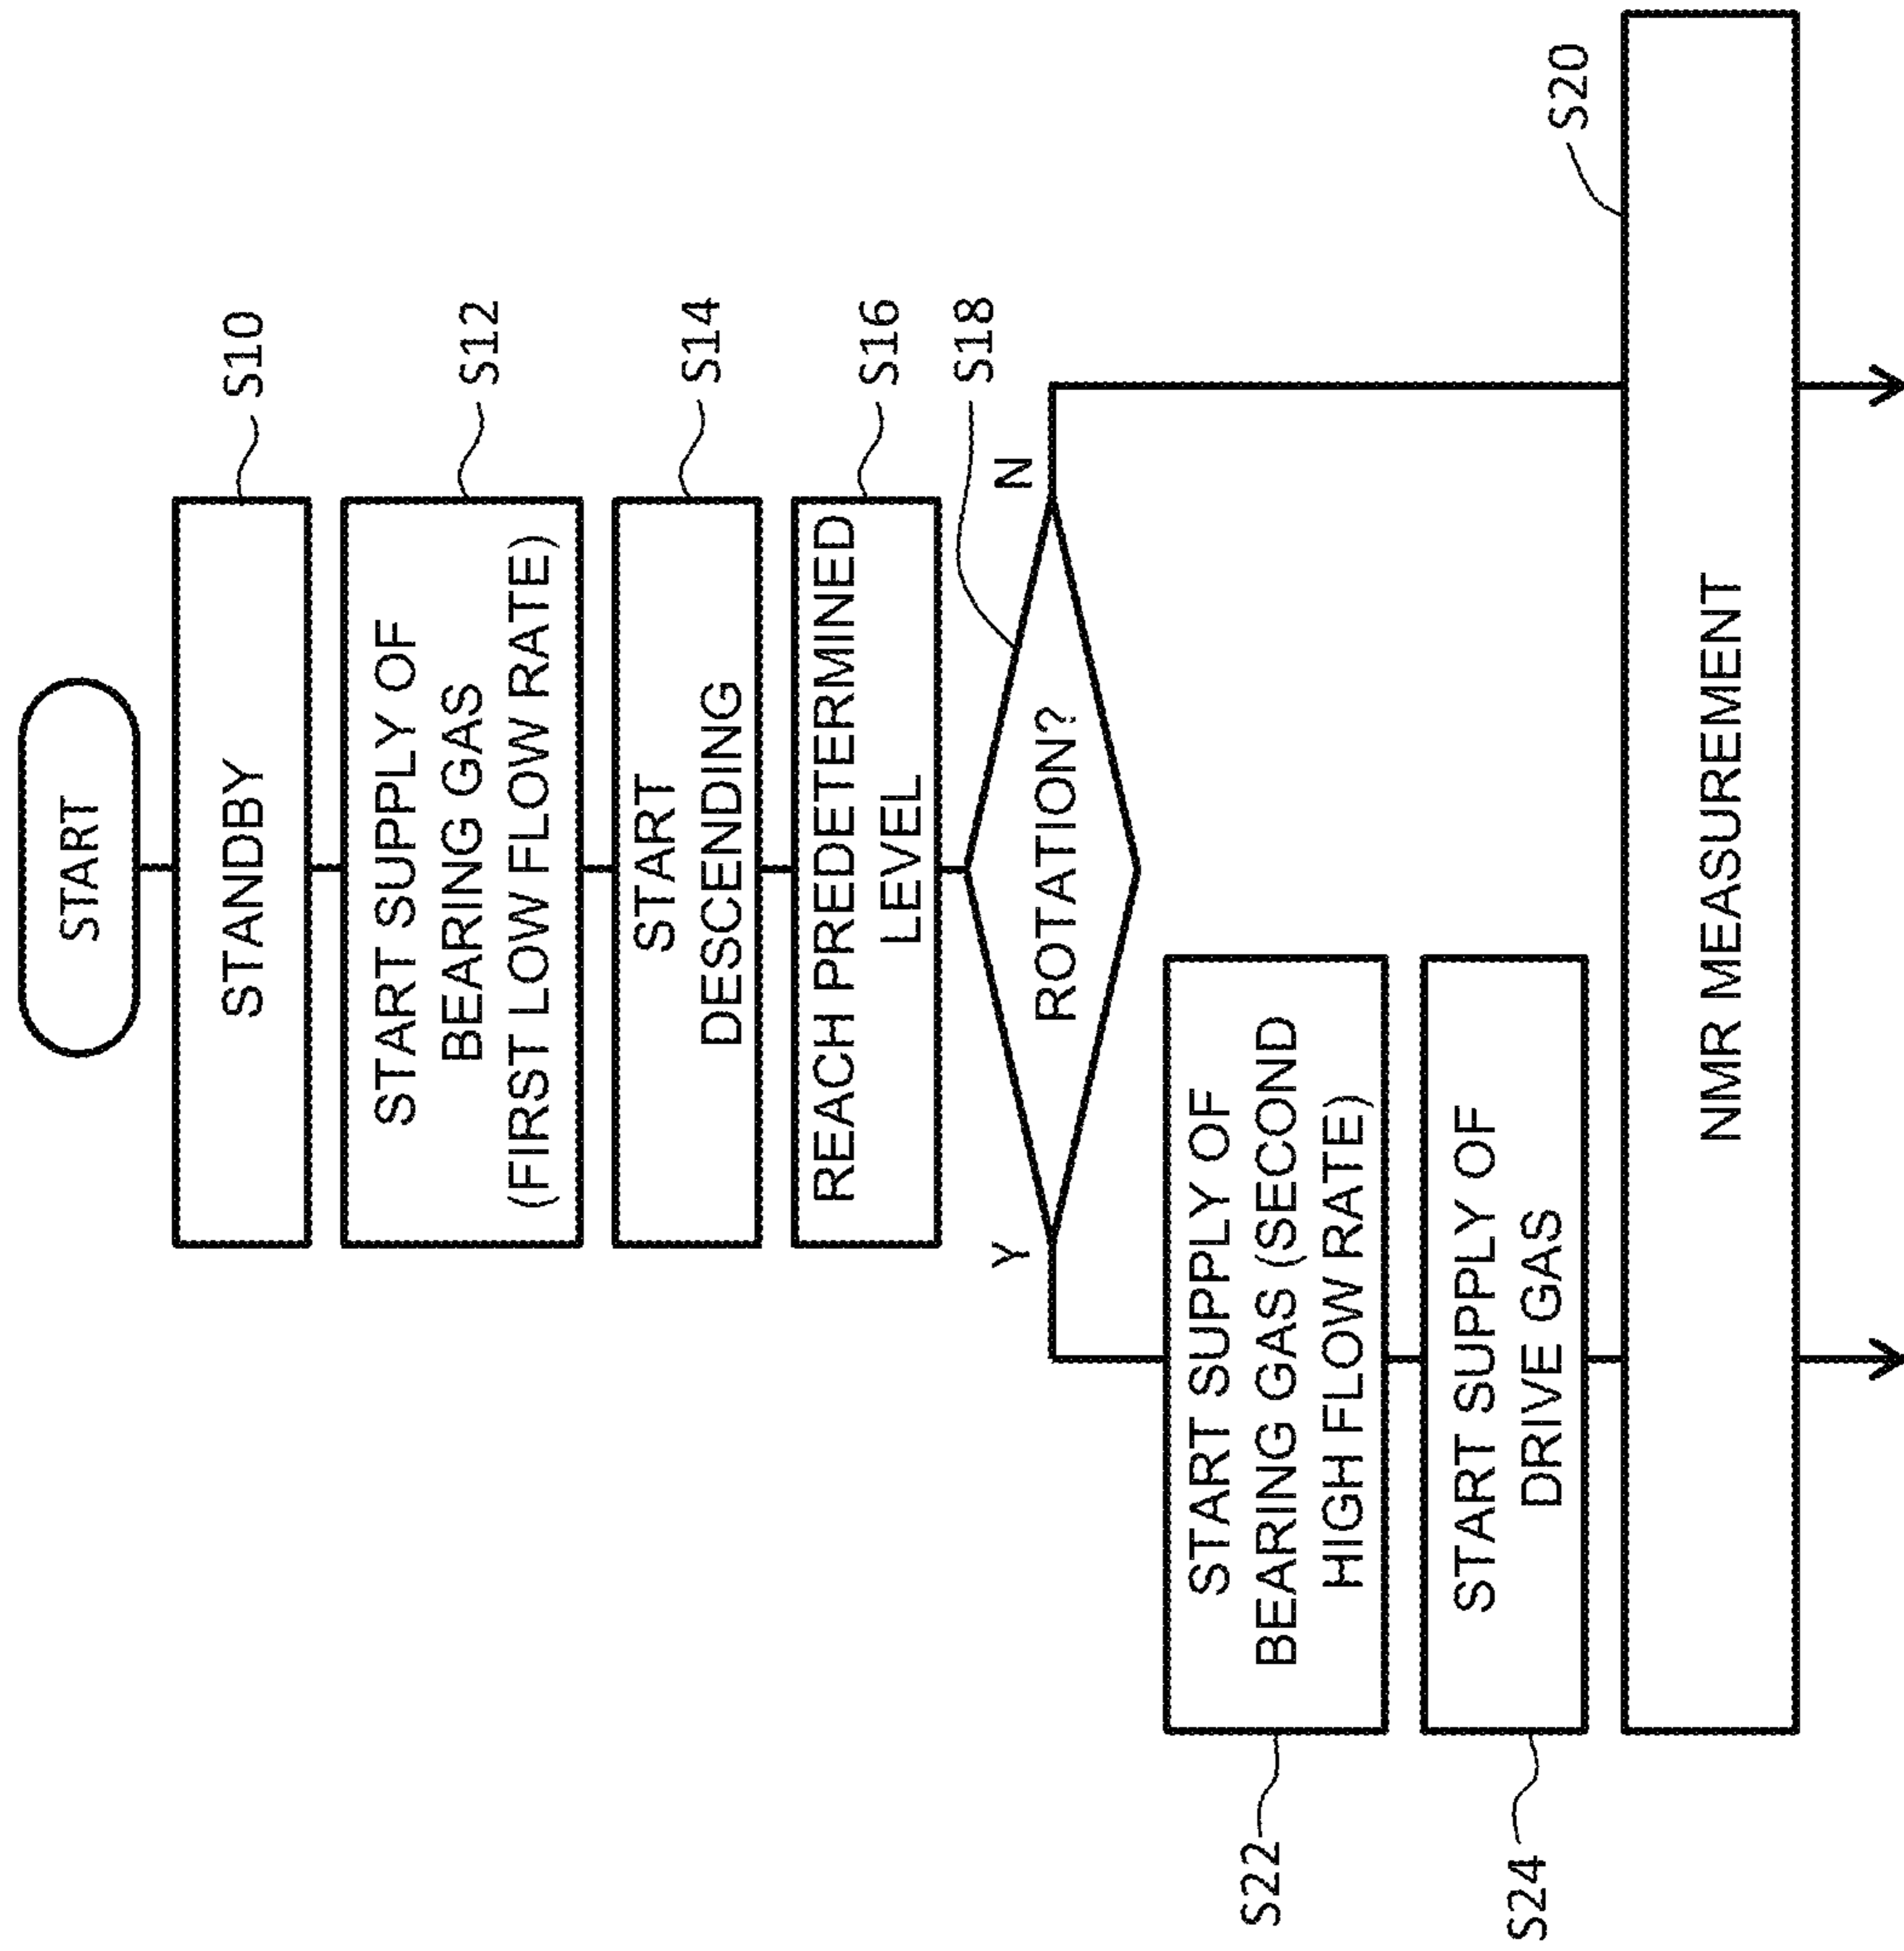 START
STANDBY
S10
START SUPPLY OF
BEARING GAS
(FIRST LOW FLOW RATE)
S12
START
DESCENDING
S14
REACH PREDETERMINED
LEVEL
S16
ROTATION?
S18
Y
N
START SUPPLY OF
BEARING GAS (SECOND
HIGH FLOW RATE)
S22
START SUPPLY OF
DRIVE GAS
S24
NMR MEASUREMENT
S20